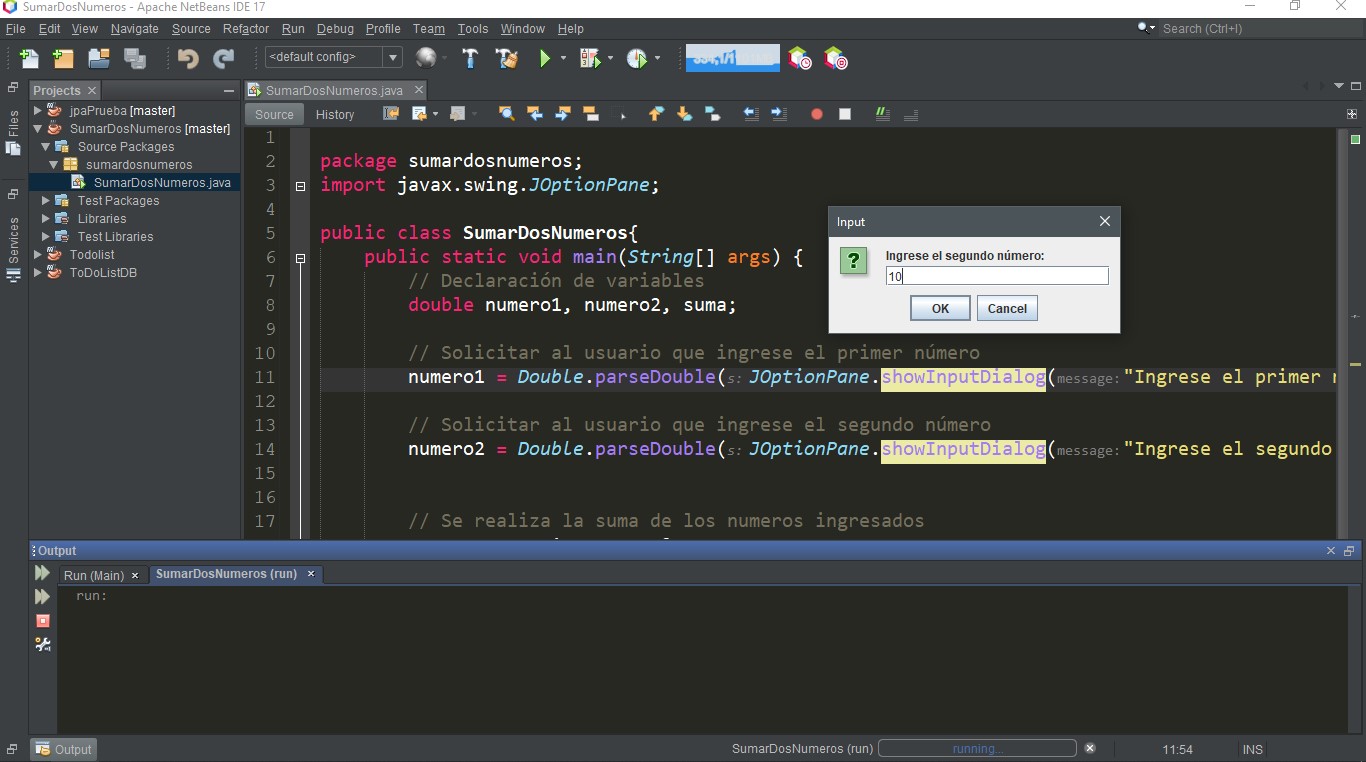 SumarDosNumeros - Apache NetBeans IDE 17
File Edit View Navigate Source Refactor Run Debug Profile Team Tools Window Help
Search (Ctrl+I)
<default config>
Projects
SumarDosNumeros.java
Files
Services
jpaPrueba [master]
SumarDosNumeros [master]
Source Packages
sumardosnumeros
SumarDosNumeros.java
Test Packages
Libraries
Test Libraries
Todolist
ToDoListDB
Source History
1
2 package sumardosnumeros;
3 import javax.swing.JOptionPane;
4
5 public class SumarDosNumeros{
6 public static void main(String[] args) {
7 // Declaración de variables
8 double numero1, numero2, suma;
9
10 // Solicitar al usuario que ingrese el primer número
11 numero1 = Double.parseDouble(s: JOptionPane.showInputDialog(message: "Ingrese el primer
12
13 // Solicitar al usuario que ingrese el segundo número
14 numero2 = Double.parseDouble(s: JOptionPane.showInputDialog(message: "Ingrese el segundo
15
16
17 // Se realiza la suma de los numeros ingresados
Input
Ingrese el segundo número:
10
OK Cancel
Output
Run (Main) SumarDosNumeros (run)
run:
Output
SumarDosNumeros (run) running... 11:54 INS